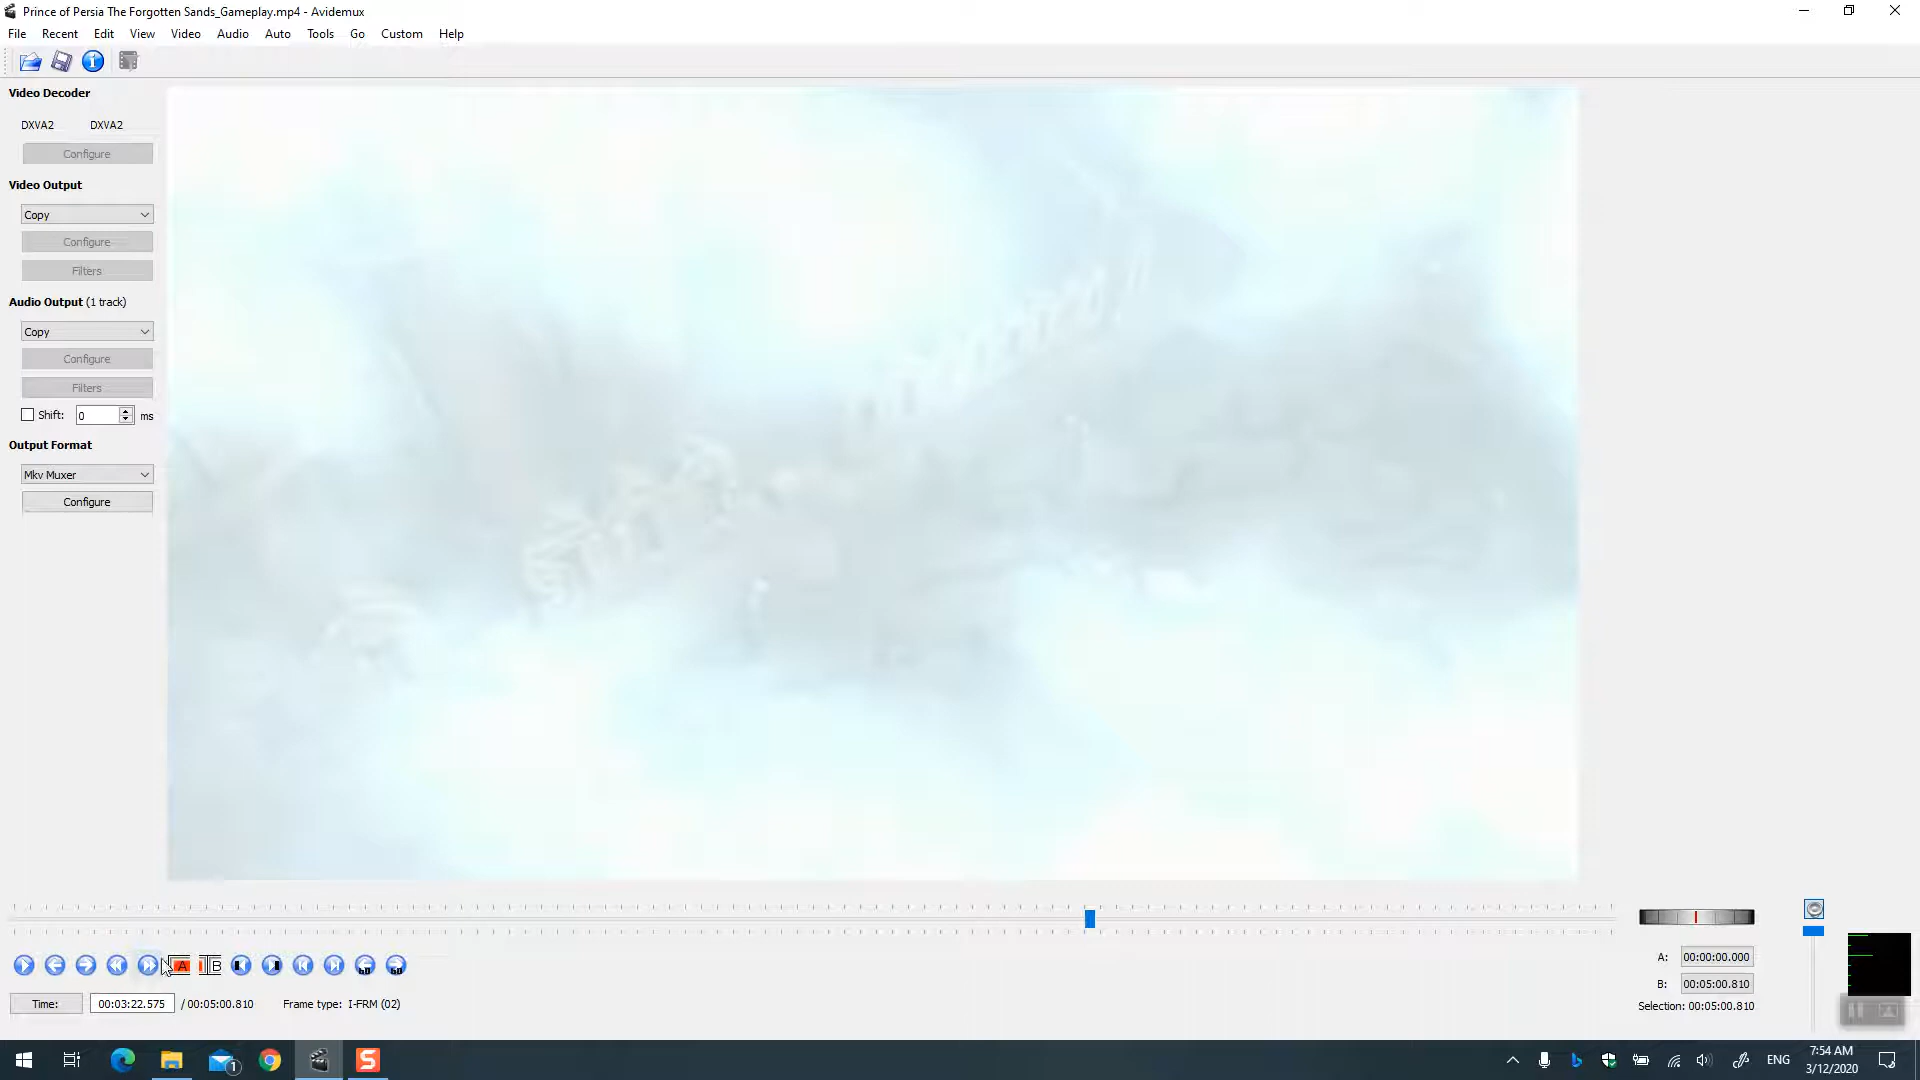 Prince of Persia The Forgotten Sands_Gameplay.mp4 - Avidemux
File Recent Edit View Video Audio Auto Tools Go Custom Help
Video Decoder
DXVA2 DXVA2
Configure
Video Output
Copy
Configure
Filters
Audio Output (1 track)
Copy
Configure
Filters
Shift: 0 ms
Output Format
Mkv Muxer
Configure
A B
A: 00:00:00.000
B: 00:05:00.810
Selection: 00:05:00.810
Time: 00:03:22.575 / 00:05:00.810 Frame type: I-FRM (02)
1
S
ENG
7:54 AM
3/12/2020